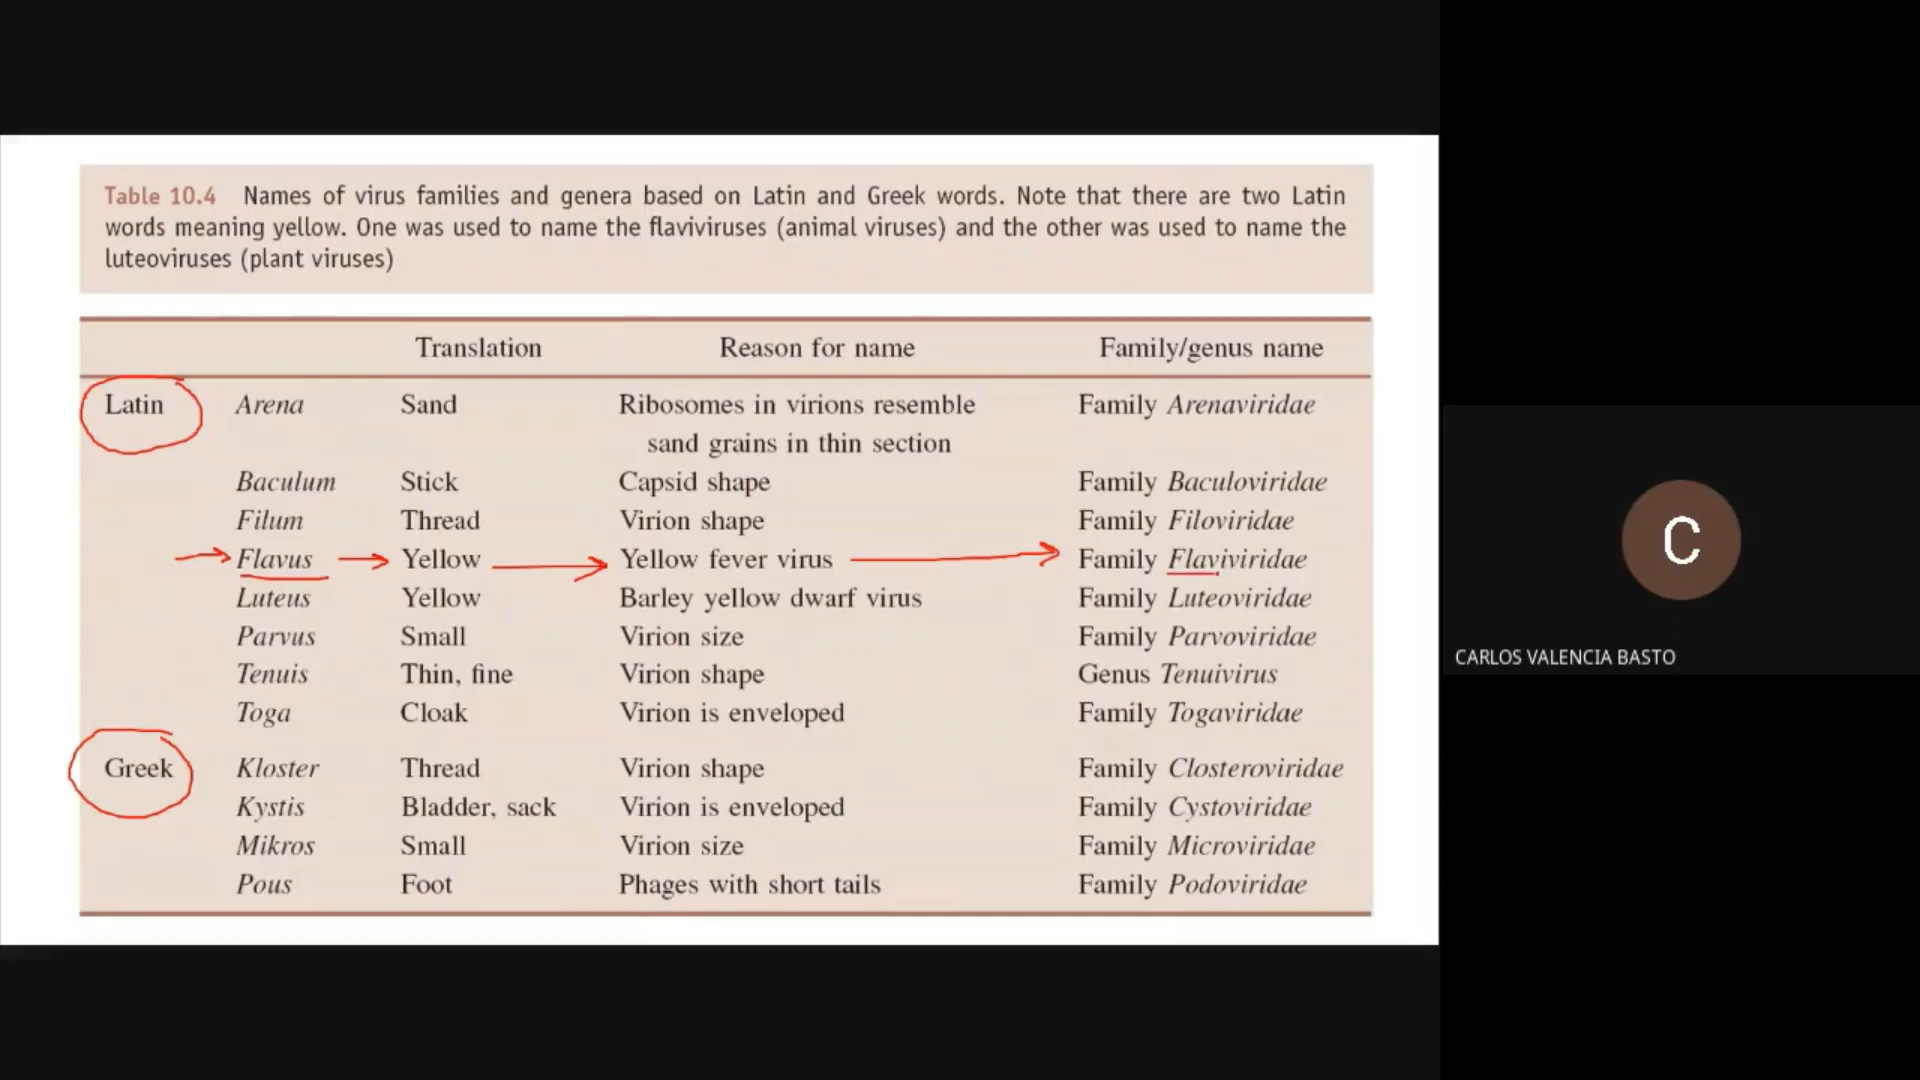 Table 10.4 Names of virus families and genera based on Latin and Greek words. Note that there are two Latin
words meaning yellow. One was used to name the flaviviruses (animal viruses) and the other was used to name the
luteoviruses (plant viruses)
Translation Reason for name Family/genus name
Latin Arena Sand Ribosomes in virions resemble Family Arenaviridae
sand grains in thin section
Baculum Stick Capsid shape Family Baculoviridae
Filum Thread Virion shape Family Filoviridae
Flavus Yellow Yellow fever virus Family Flaviviridae
Luteus Yellow Barley yellow dwarf virus Family Luteoviridae
Parvus Small Virion size Family Parvoviridae
Tenuis Thin, fine Virion shape Genus Tenuivirus
Toga Cloak Virion is enveloped Family Togaviridae
Greek Kloster Thread Virion shape Family Closteroviridae
Kystis Bladder, sack Virion is enveloped Family Cystoviridae
Mikros Small Virion size Family Microviridae
Pous Foot Phages with short tails Family Podoviridae
C
CARLOS VALENCIA BASTO